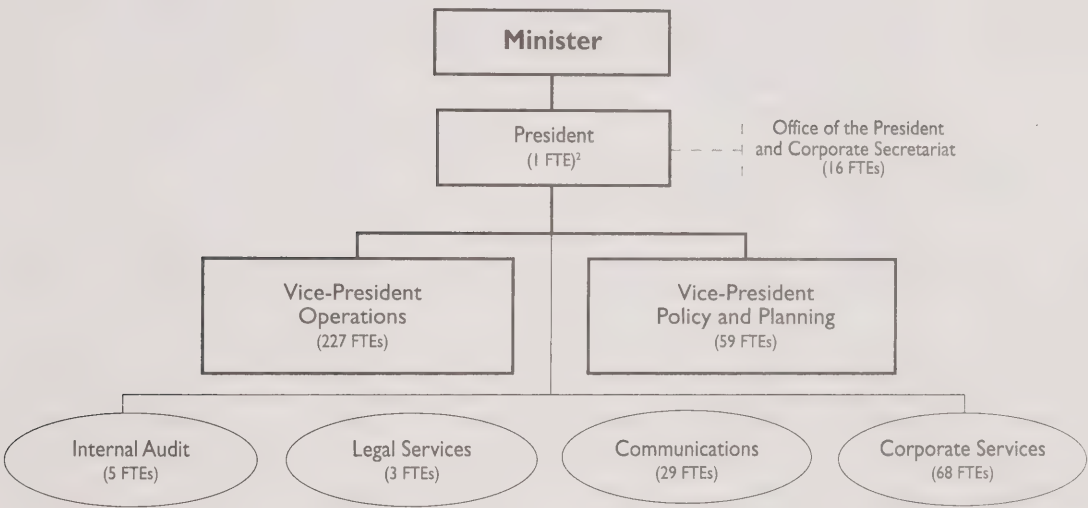 Minister
President
(1 FTE)²
Office of the President
and Corporate Secretariat
(16 FTEs)
Vice-President
Operations
(227 FTEs)
Vice-President
Policy and Planning
(59 FTEs)
Internal Audit
(5 FTEs)
Legal Services
(3 FTEs)
Communications
(29 FTEs)
Corporate Services
(68 FTEs)